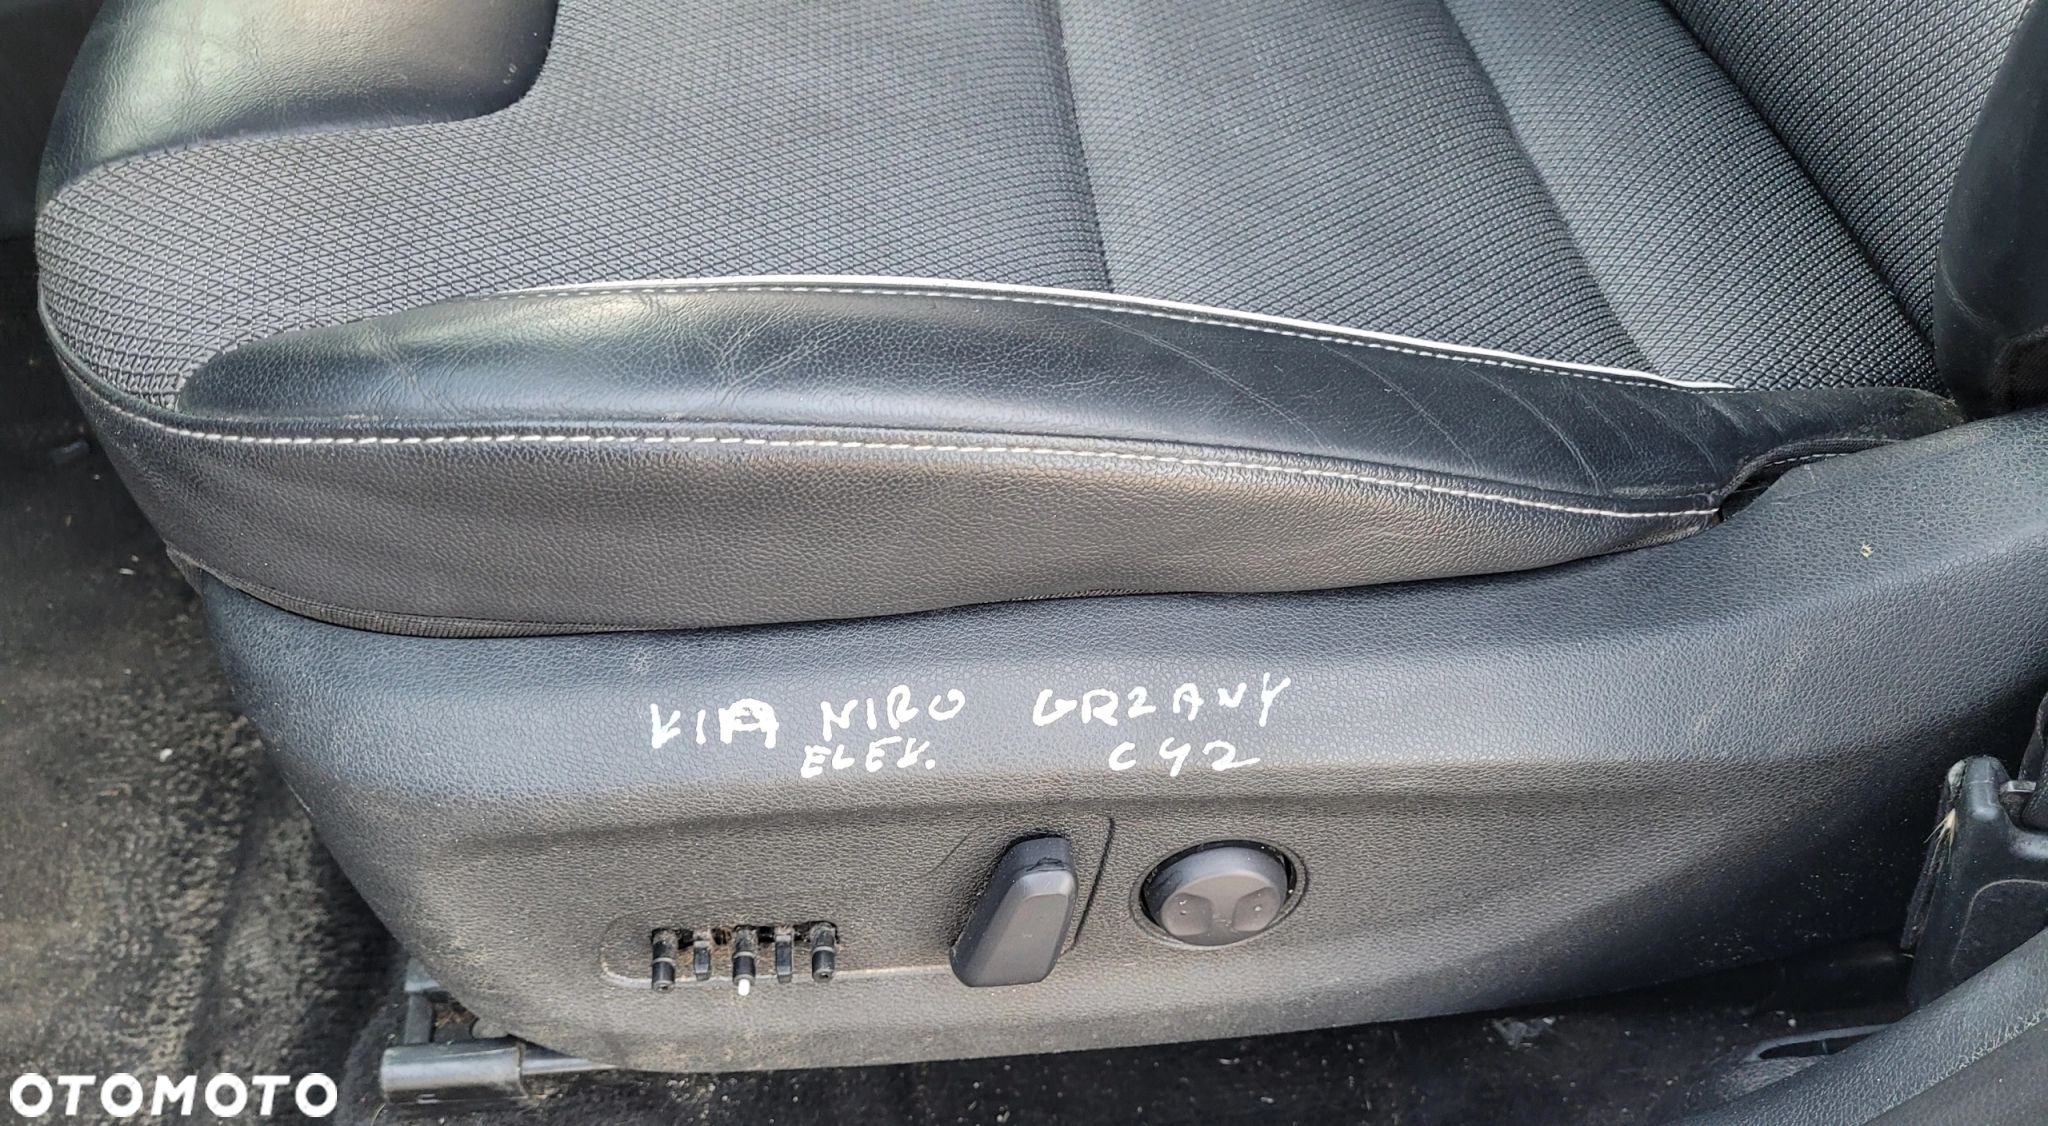 KIA NIRO GRZANY
ELEK. C42
OTOMOTO